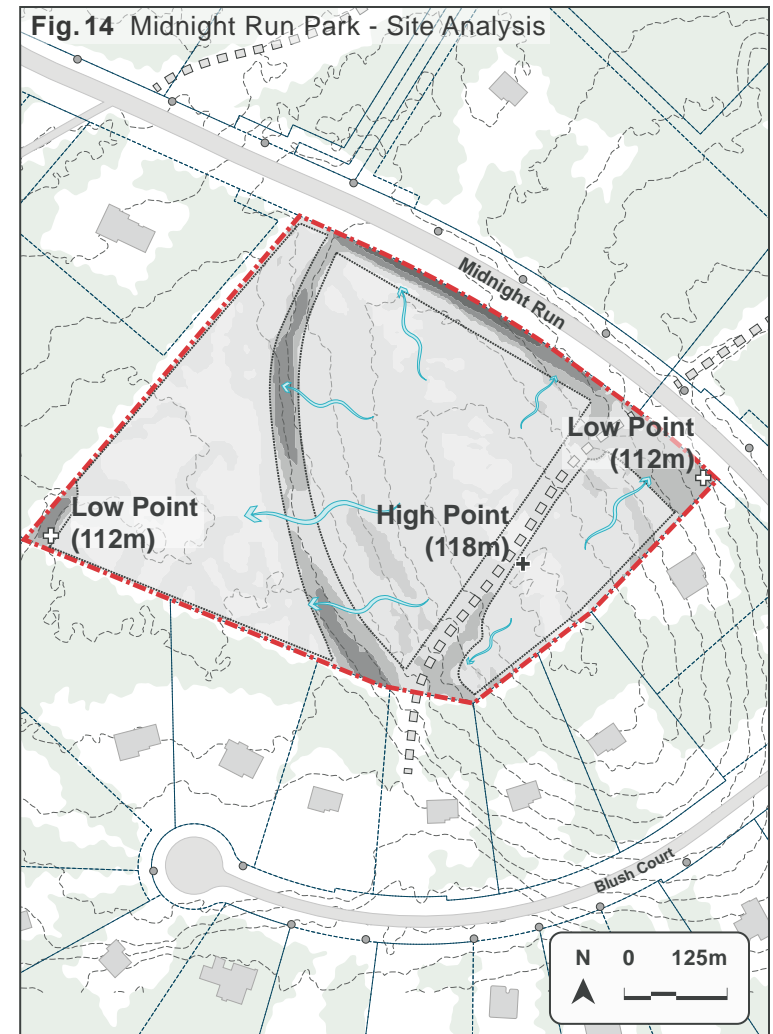 Fig.14 Midnight Run Park - Site Analysis
Midnight Run
Low Point
(112m)
Low Point
(112m)
High Point
(118m)
Blush Court
N 0 125m